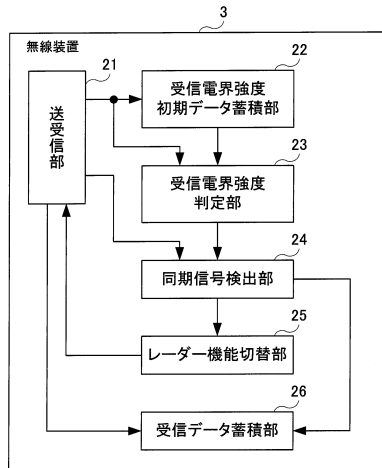 3
無線装置
21
送受信部
22
受信電界強度
初期データ蓄積部
23
受信電界強度
判定部
24
同期信号検出部
25
レーダー機能切替部
26
受信データ蓄積部